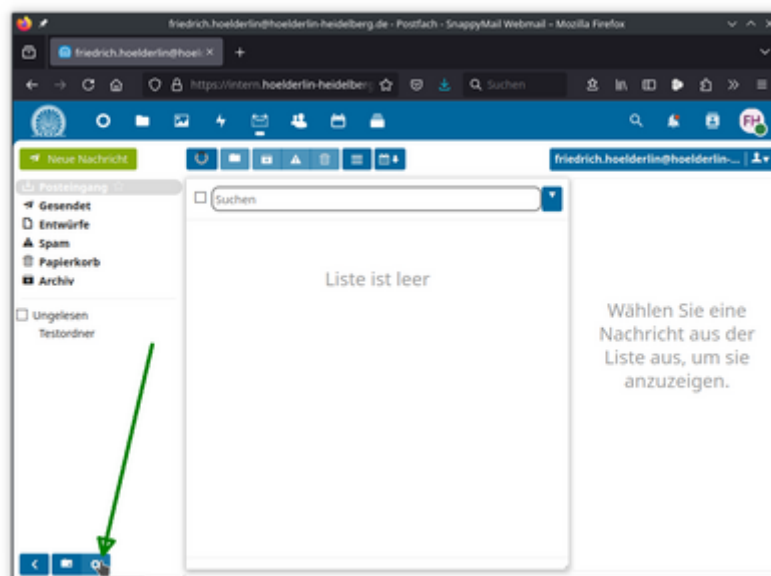 friedrich.hoelderlin@hoelderlin-heidelberg.de - Postfach - SnappyMail Webmail – Mozilla Firefox
friedrich.hoelderlin@hoel
https://intern.hoelderlin-heidelberg
Suchen
FH
Neue Nachricht
friedrich.hoelderlin@hoelderlin-...
Posteingang
Gesendet
Entwürfe
Spam
Papierkorb
Archiv
Ungelesen
Testordner
Suchen
Liste ist leer
Wählen Sie eine
Nachricht aus der
Liste aus, um sie
anzuzeigen.